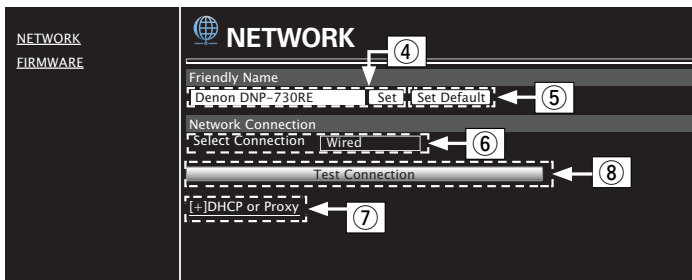 NETWORK
FIRMWARE
NETWORK
④
Friendly Name
Denon DNP-730RE Set Set Default ⑤
Network Connection
Select Connection Wired ⑥
Test Connection ⑧
[+]DHCP or Proxy ⑦